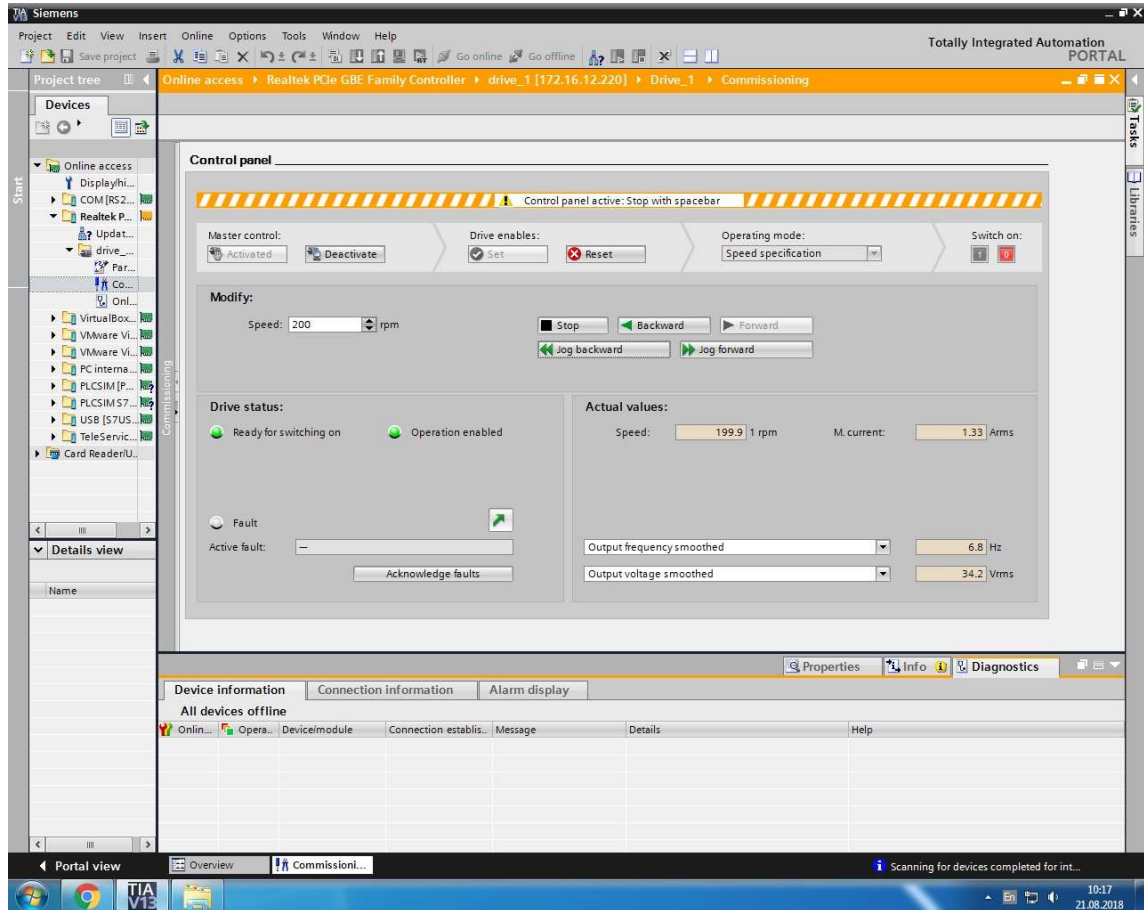 Siemens
Project Edit View Insert Online Options Tools Window Help
Totally Integrated Automation
PORTAL
Save project Go online Go offline
Project tree
Online access Realtek PCIe GBE Family Controller drive_1 [172.16.12.220] Drive_1 Commissioning
Devices
Start
Tasks
Libraries
Commissioning
Online access
Display/hi...
COM [RS2...
Realtek P...
Updat...
drive_...
Par...
Co...
Onl...
VirtualBox...
VMware Vi...
VMware Vi...
PC interna...
PLCSIM [P...
PLCSIM S7...
USB [S7US...
TeleServic...
Card Reader/U...
Details view
Name
Control panel
Control panel active: Stop with spacebar
Master control: Drive enables: Operating mode: Switch on:
Activated Deactivate Set Reset Speed specification 1 0
Modify:
Speed: 200 rpm
Stop Backward Forward
Jog backward Jog forward
Drive status:
Ready for switching on Operation enabled
Fault
Active fault: —
Acknowledge faults
Actual values:
Speed: 199.9 1 rpm M. current: 1.33 Arms
Output frequency smoothed 6.8 Hz
Output voltage smoothed 34.2 Vrms
Properties Info Diagnostics
Device information Connection information Alarm display
All devices offline
Onlin... Opera.. Device/module Connection establis.. Message Details Help
Portal view Overview Commissioni... Scanning for devices completed for int...
TIA V13
En
10:17
21.08.2018